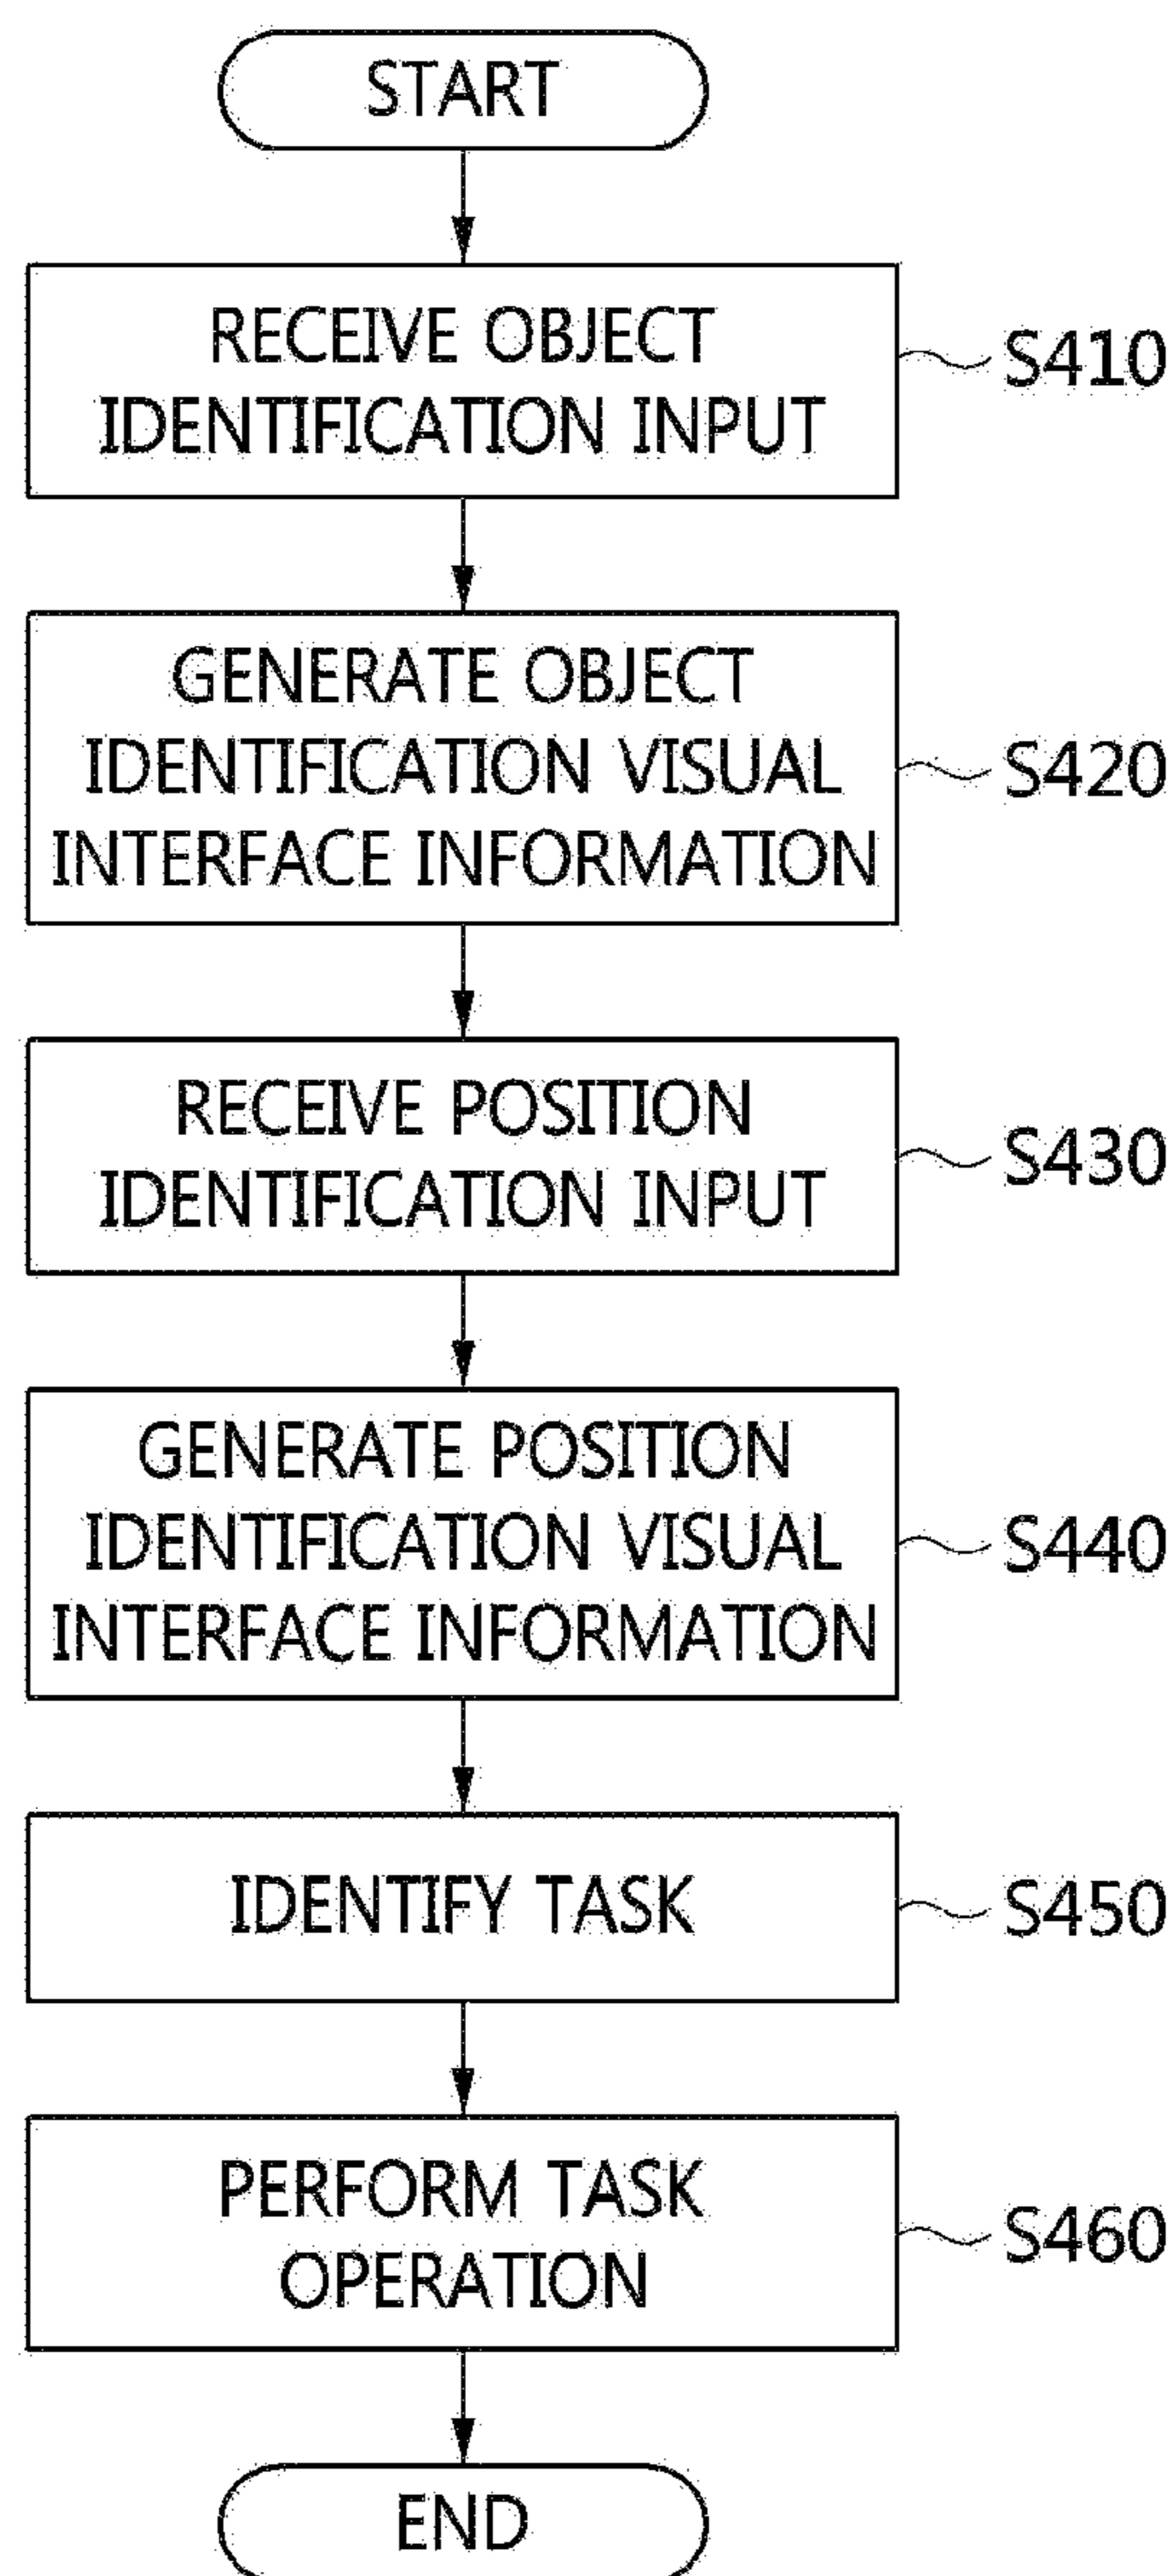 START
RECEIVE OBJECT
IDENTIFICATION INPUT
S410
GENERATE OBJECT
IDENTIFICATION VISUAL
INTERFACE INFORMATION
S420
RECEIVE POSITION
IDENTIFICATION INPUT
S430
GENERATE POSITION
IDENTIFICATION VISUAL
INTERFACE INFORMATION
S440
IDENTIFY TASK
S450
PERFORM TASK
OPERATION
S460
END